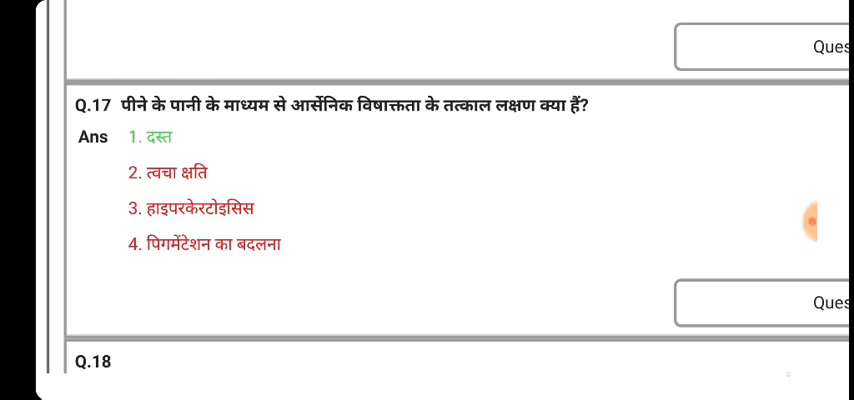 Ques
Q.17 पीने के पानी के माध्यम से आर्सेनिक विषाक्तता के तत्काल लक्षण क्या हैं?
Ans 1. दस्त
2. त्वचा क्षति
3. हाइपरकेरटोइसिस
4. पिगमेंटेशन का बदलना
Ques
Q.18